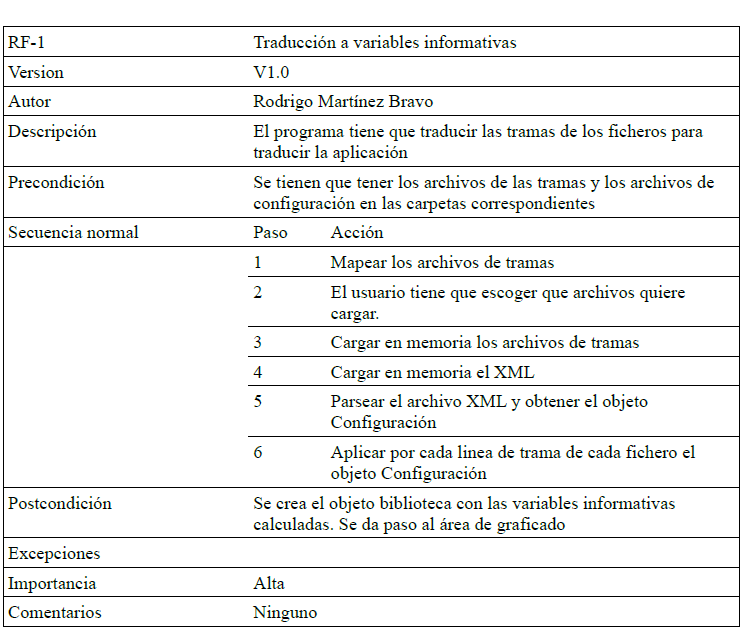 RF-1 Traducción a variables informativas
Version V1.0
Autor Rodrigo Martínez Bravo
Descripción El programa tiene que traducir las tramas de los ficheros para
traducir la aplicación
Precondición Se tienen que tener los archivos de las tramas y los archivos de
configuración en las carpetas correspondientes
Secuencia normal Paso Acción
1 Mapear los archivos de tramas
2 El usuario tiene que escoger que archivos quiere
cargar.
3 Cargar en memoria los archivos de tramas
4 Cargar en memoria el XML
5 Parsear el archivo XML y obtener el objeto
Configuración
6 Aplicar por cada linea de trama de cada fichero el
objeto Configuración
Postcondición Se crea el objeto biblioteca con las variables informativas
calculadas. Se da paso al área de graficado
Excepciones
Importancia Alta
Comentarios Ninguno